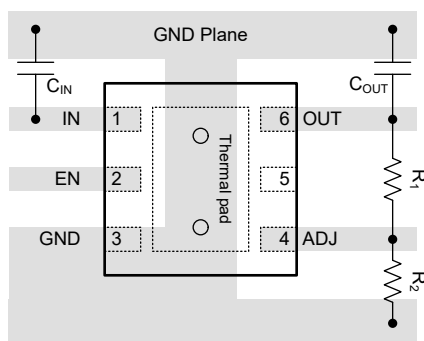 GND Plane
C_IN
C_OUT
IN 1
6 OUT
Thermal pad
EN 2
5
R_1
GND 3
4 ADJ
R_2